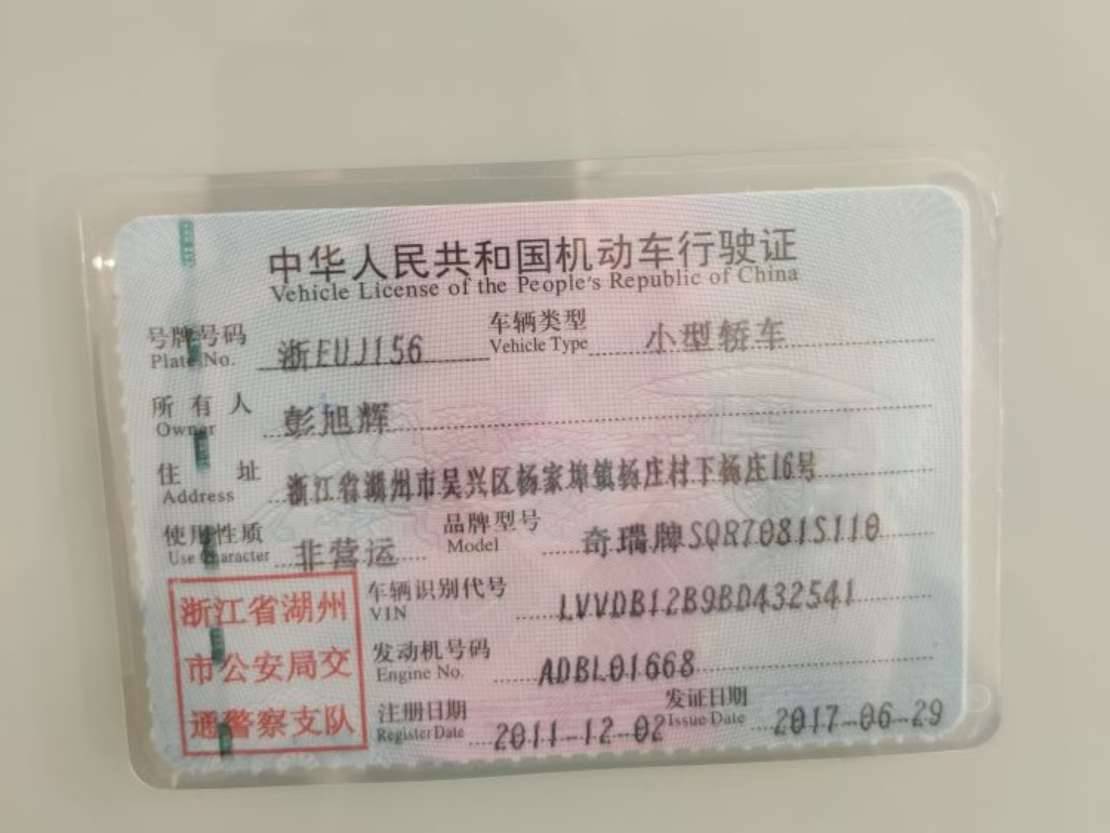 中华人民共和国机动车行驶证
Vehicle License of the People's Republic of China
号牌号码 浙EUJ156 车辆类型 小型轿车
Plate No. Vehicle Type
所有人 彭旭辉
Owner
住址 浙江省湖州市吴兴区杨家埠镇杨庄村下杨庄16号
Address
使用性质 非营运 品牌型号 奇瑞牌SQR7081S110
Use Character Model
浙江省湖州 车辆识别代号 LVVDB12B9BD432541
VIN
市公安局交 发动机号码 ADBL01668
Engine No.
通警察支队 注册日期 2011-12-02 发证日期 2017-06-29
Register Date Issue Date